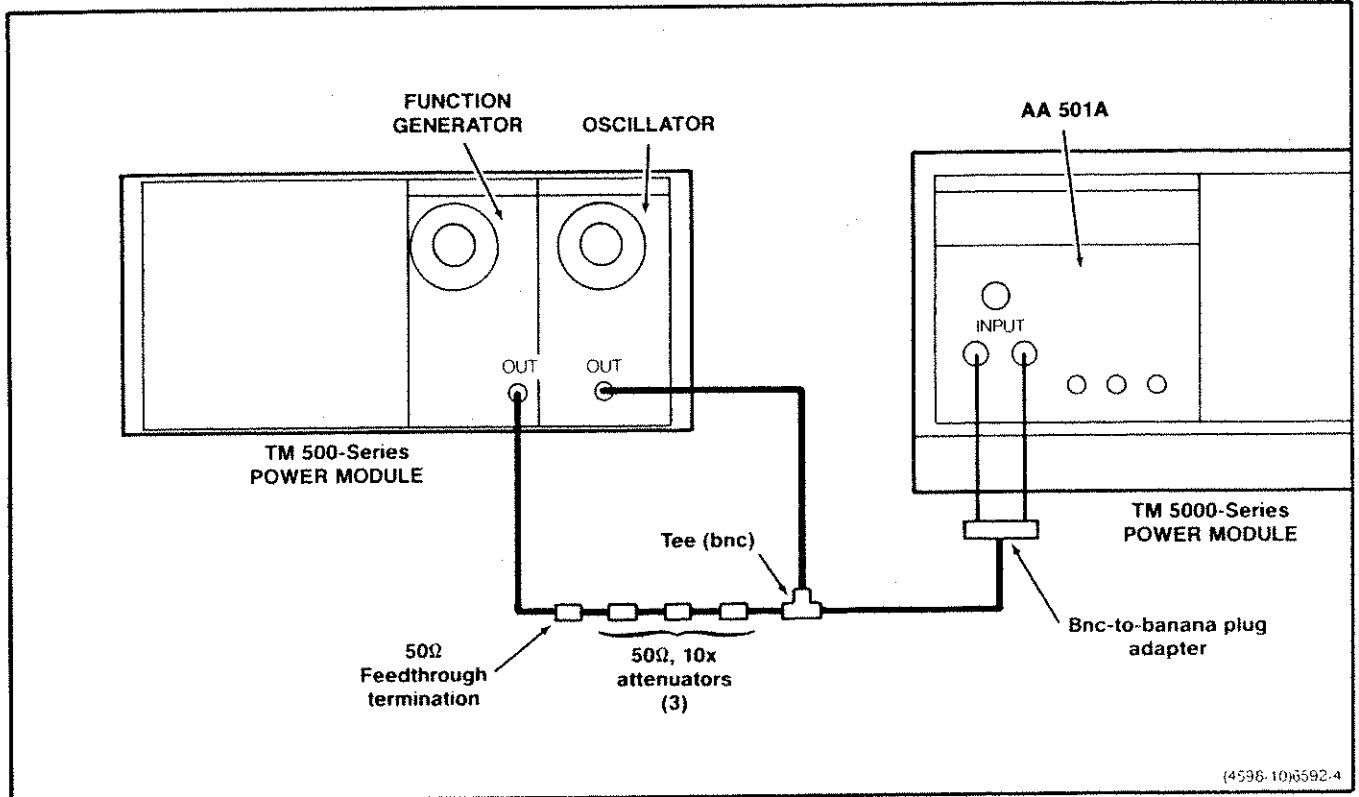 FUNCTION
GENERATOR
OSCILLATOR
AA 501A
INPUT
OUT
OUT
TM 500-Series
POWER MODULE
TM 5000-Series
POWER MODULE
Tee (bnc)
Bnc-to-banana plug
adapter
50Ω
Feedthrough
termination
50Ω, 10x
attenuators
(3)
(4598-10)6592-4